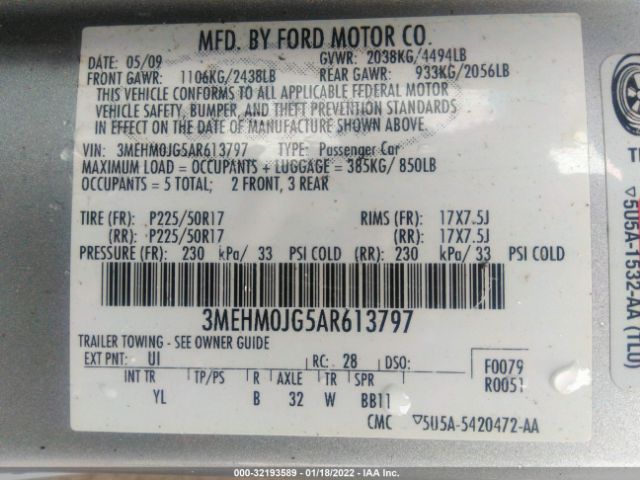 MFD. BY FORD MOTOR CO.
DATE: 05/09 GVWR: 2038KG/4494LB
FRONT GAWR: 1106KG/2438LB REAR GAWR: 933KG/2056LB
THIS VEHICLE CONFORMS TO ALL APPLICABLE FEDERAL MOTOR
VEHICLE SAFETY, BUMPER, AND THEFT PREVENTION STANDARDS
IN EFFECT ON THE DATE OF MANUFACTURE SHOWN ABOVE.
VIN: 3MEHM0JG5AR613797 TYPE: Passenger Car
MAXIMUM LOAD = OCCUPANTS + LUGGAGE = 385KG/ 850LB
OCCUPANTS = 5 TOTAL; 2 FRONT, 3 REAR
TIRE (FR): P225/50R17 RIMS (FR): 17X7.5J
(RR): P225/50R17 (RR): 17X7.5J
PRESSURE (FR): 230 kPa/ 33 PSI COLD (RR): 230 kPa/ 33 PSI COLD
3MEHM0JG5AR613797
TRAILER TOWING - SEE OWNER GUIDE
EXT PNT: UI RC: 28 DSO: F0079
R0051
INT TR TP/PS R AXLE TR SPR
YL B 32 W BB11
CMC ▽5U5A-5420472-AA
▽5U5A-1532-AA (TLU)
000-32193589 - 01/18/2022 - IAA Inc.